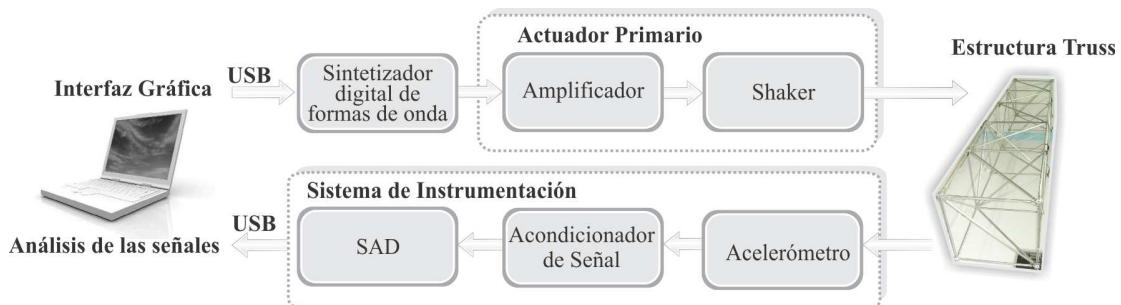 Actuador Primario
Estructura Truss
Interfaz Gráfica
USB
Sintetizador
digital de
formas de onda
Amplificador
Shaker
Sistema de Instrumentación
USB
Análisis de las señales
SAD
Acondicionador
de Señal
Acelerómetro